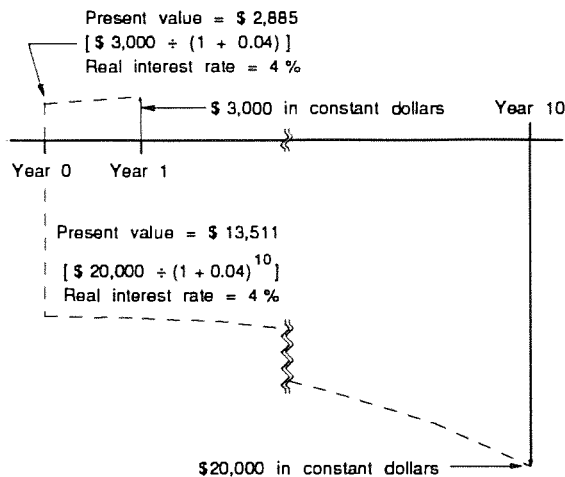 Present value = $ 2,885
[ $ 3,000 ÷ (1 + 0.04) ]
Real interest rate = 4 %
$ 3,000 in constant dollars
Year 10
Year 0
Year 1
Present value = $ 13,511
[ $ 20,000 ÷ (1 + 0.04)^10 ]
Real interest rate = 4 %
$20,000 in constant dollars